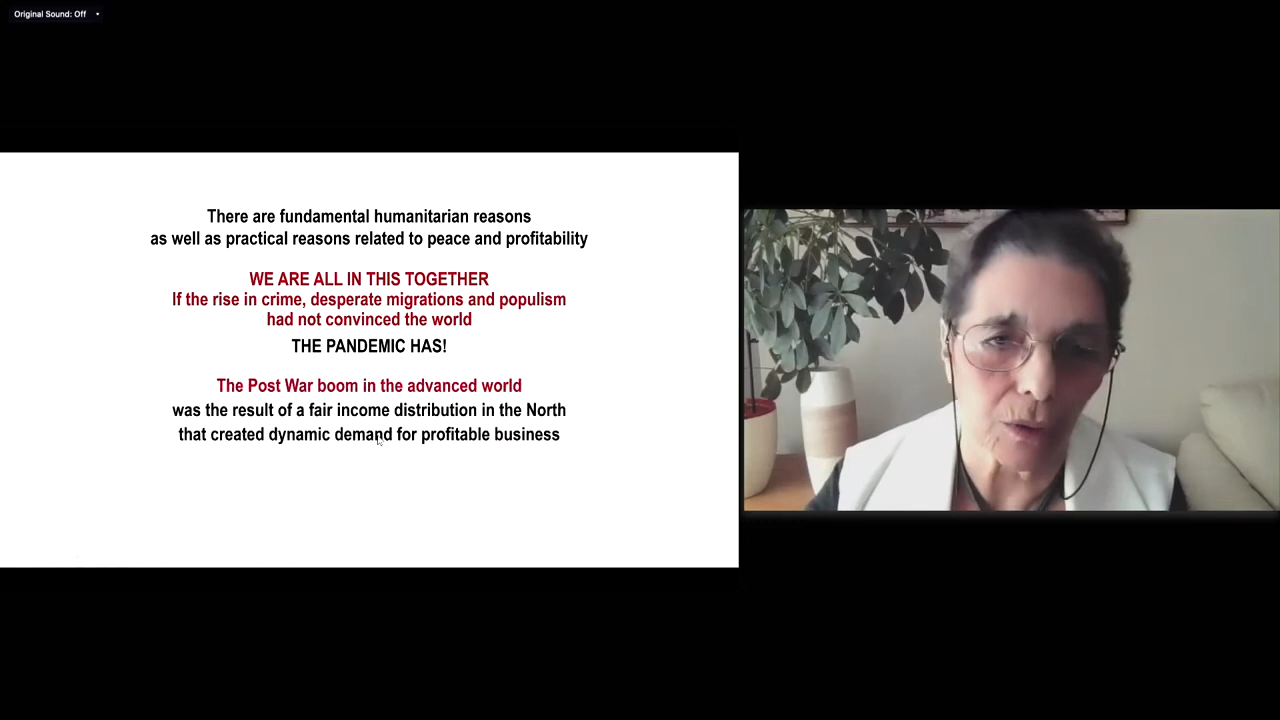 Original Sound: Off
There are fundamental humanitarian reasons
as well as practical reasons related to peace and profitability
WE ARE ALL IN THIS TOGETHER
If the rise in crime, desperate migrations and populism
had not convinced the world
THE PANDEMIC HAS!
The Post War boom in the advanced world
was the result of a fair income distribution in the North
that created dynamic demand for profitable business